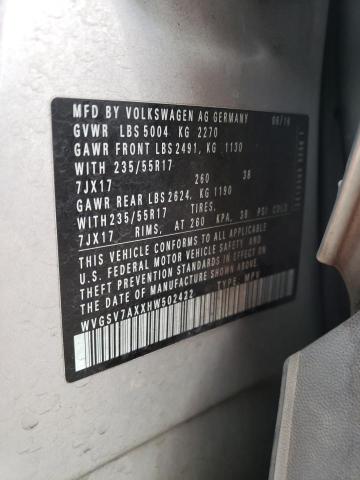 MFD BY VOLKSWAGEN AG GERMANY 06/16
GVWR LBS 5004 KG 2270
GAWR FRONT LBS 2491, KG 1130
WITH 235/55R17
7JX17 260 38
GAWR REAR LBS 2624, KG 1190
WITH 235/55R17 TIRES,
7JX17 RIMS, AT 260 KPA, 38 PSI COLD
THIS VEHICLE CONFORMS TO ALL APPLICABLE
U.S. FEDERAL MOTOR VEHICLE SAFETY AND
THEFT PREVENTION STANDARDS IN EFFECT ON
THE DATE OF MANUFACTURE SHOWN ABOVE.
WVGSV7AXXHW502422 TYPE: MPV